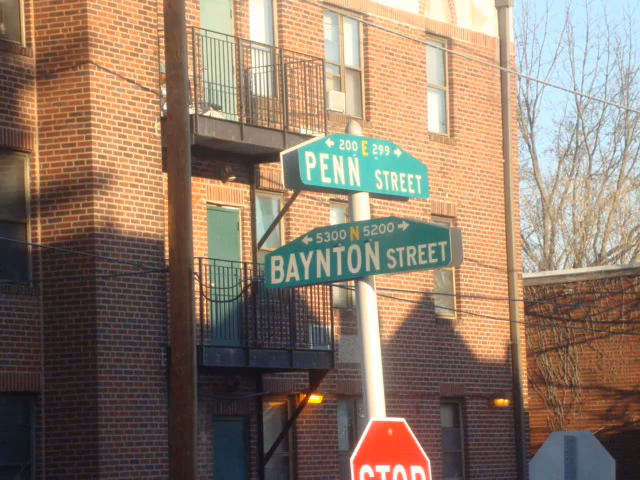 ← 200 E 299 →
PENN STREET
← 5300 N 5200 →
BAYNTON STREET
STOP